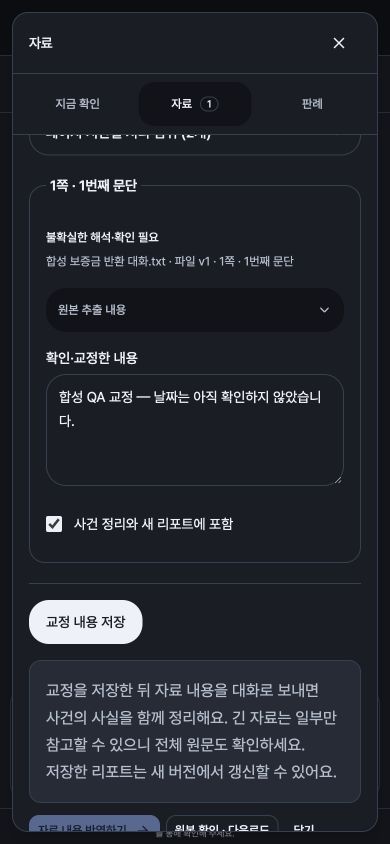 자료
지금 확인
자료 1
판례
1쪽 · 1번째 문단
불확실한 해석·확인 필요
합성 보증금 반환 대화.txt · 파일 v1 · 1쪽 · 1번째 문단
원본 추출 내용
확인·교정한 내용
합성 QA 교정 — 날짜는 아직 확인하지 않았습니
다.
사건 정리와 새 리포트에 포함
교정 내용 저장
교정을 저장한 뒤 자료 내용을 대화로 보내면
사건의 사실을 함께 정리해요. 긴 자료는 일부만
참고할 수 있으니 전체 원문도 확인하세요.
저장한 리포트는 새 버전에서 갱신할 수 있어요.
자료 내용 반영하기 →
원본 확인 · 다운로드
닫기
통해 확인해 주세요.